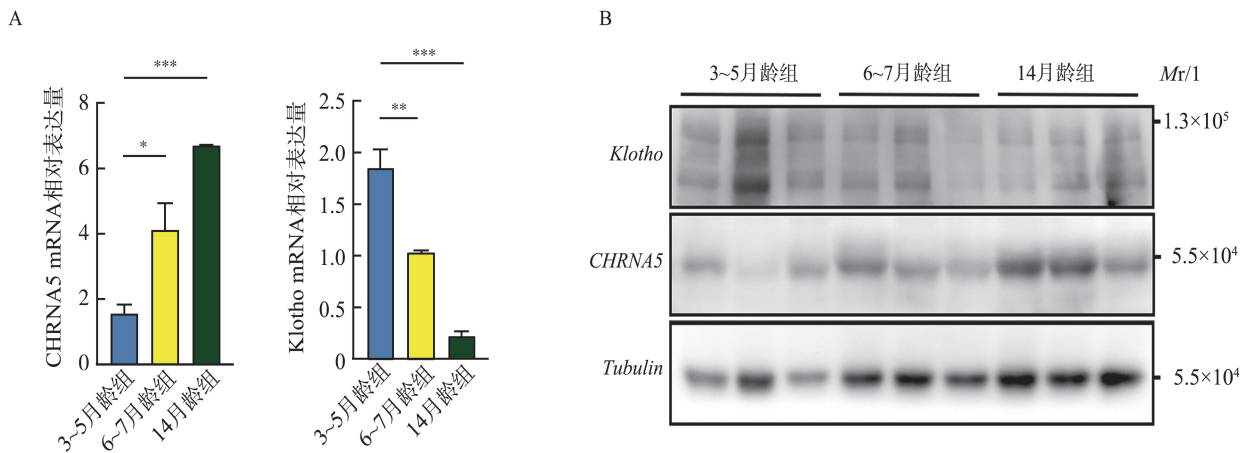 A
***
*
CHRNA5 mRNA相对表达量
8
6
4
2
0
3~5月龄组
6~7月龄组
14月龄组
***
**
Klotho mRNA相对表达量
2.5
2.0
1.5
1.0
0.5
0
3~5月龄组
6~7月龄组
14月龄组
B
3~5月龄组 6~7月龄组 14月龄组 Mr/1
Klotho 1.3×10⁵
CHRNA5 5.5×10⁴
Tubulin 5.5×10⁴